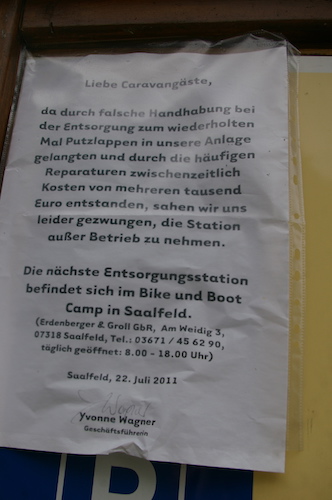 Liebe Caravangäste,
da durch falsche Handhabung bei
der Entsorgung zum wiederholten
Mal Putzlappen in unsere Anlage
gelangten und durch die häufigen
Reparaturen zwischenzeitlich
Kosten von mehreren tausend
Euro entstanden, sahen wir uns
leider gezwungen, die Station
außer Betrieb zu nehmen.
Die nächste Entsorgungsstation
befindet sich im Bike und Boot
Camp in Saalfeld.
(Erdenberger & Groll GbR, Am Weidig 3,
07318 Saalfeld, Tel.: 03671 / 45 62 90,
täglich geöffnet: 8.00 - 18.00 Uhr)
Saalfeld, 22. Juli 2011
Yvonne Wagner
Geschäftsführerin